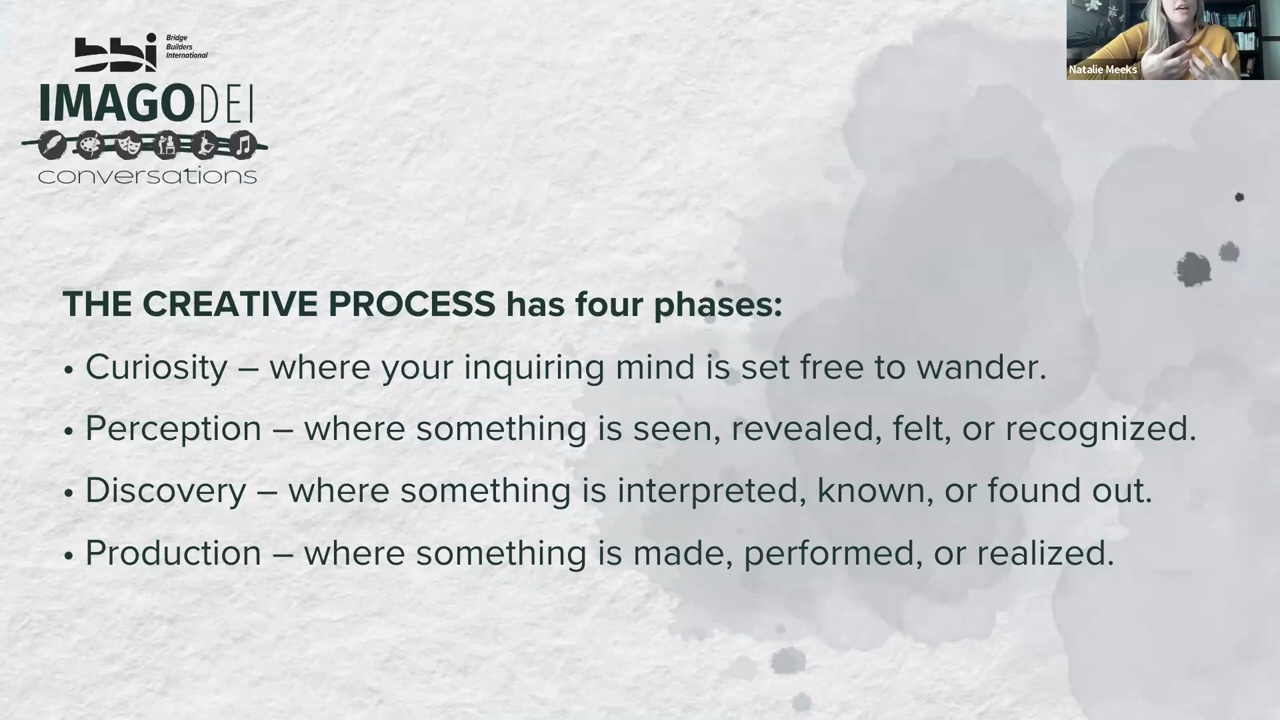 bbi
Bridge
Builders
International
IMAGODEI
conversations
Natalie Meeks
THE CREATIVE PROCESS has four phases:
• Curiosity – where your inquiring mind is set free to wander.
• Perception – where something is seen, revealed, felt, or recognized.
• Discovery – where something is interpreted, known, or found out.
• Production – where something is made, performed, or realized.